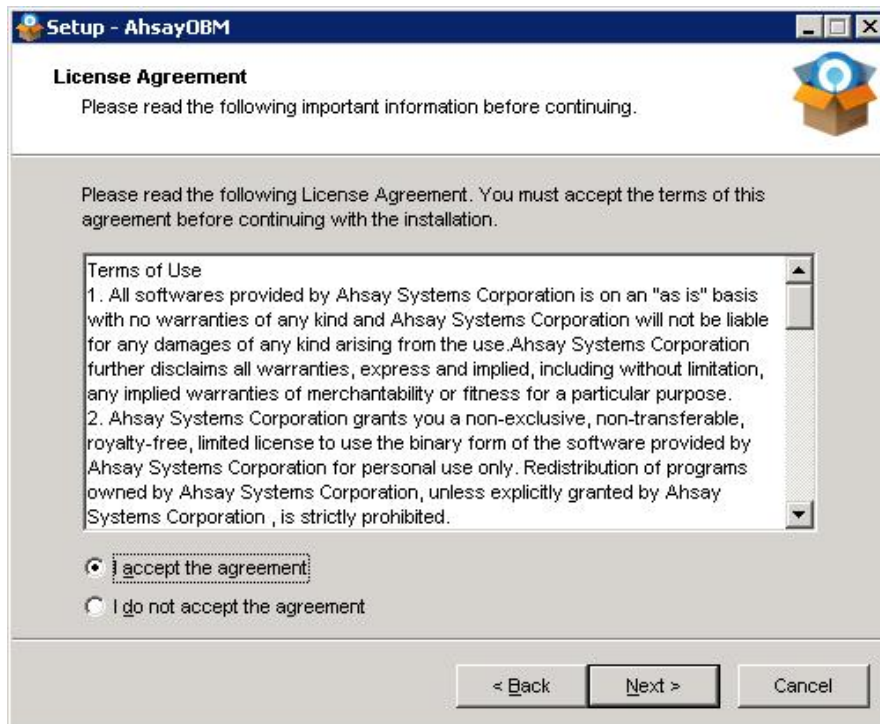 Setup - AhsayOBM
License Agreement
Please read the following important information before continuing.
Please read the following License Agreement. You must accept the terms of this
agreement before continuing with the installation.
Terms of Use
1. All softwares provided by Ahsay Systems Corporation is on an "as is" basis
with no warranties of any kind and Ahsay Systems Corporation will not be liable
for any damages of any kind arising from the use.Ahsay Systems Corporation
further disclaims all warranties, express and implied, including without limitation,
any implied warranties of merchantability or fitness for a particular purpose.
2. Ahsay Systems Corporation grants you a non-exclusive, non-transferable,
royalty-free, limited license to use the binary form of the software provided by
Ahsay Systems Corporation for personal use only. Redistribution of programs
owned by Ahsay Systems Corporation, unless explicitly granted by Ahsay
Systems Corporation , is strictly prohibited.
I accept the agreement
I do not accept the agreement
< Back
Next >
Cancel